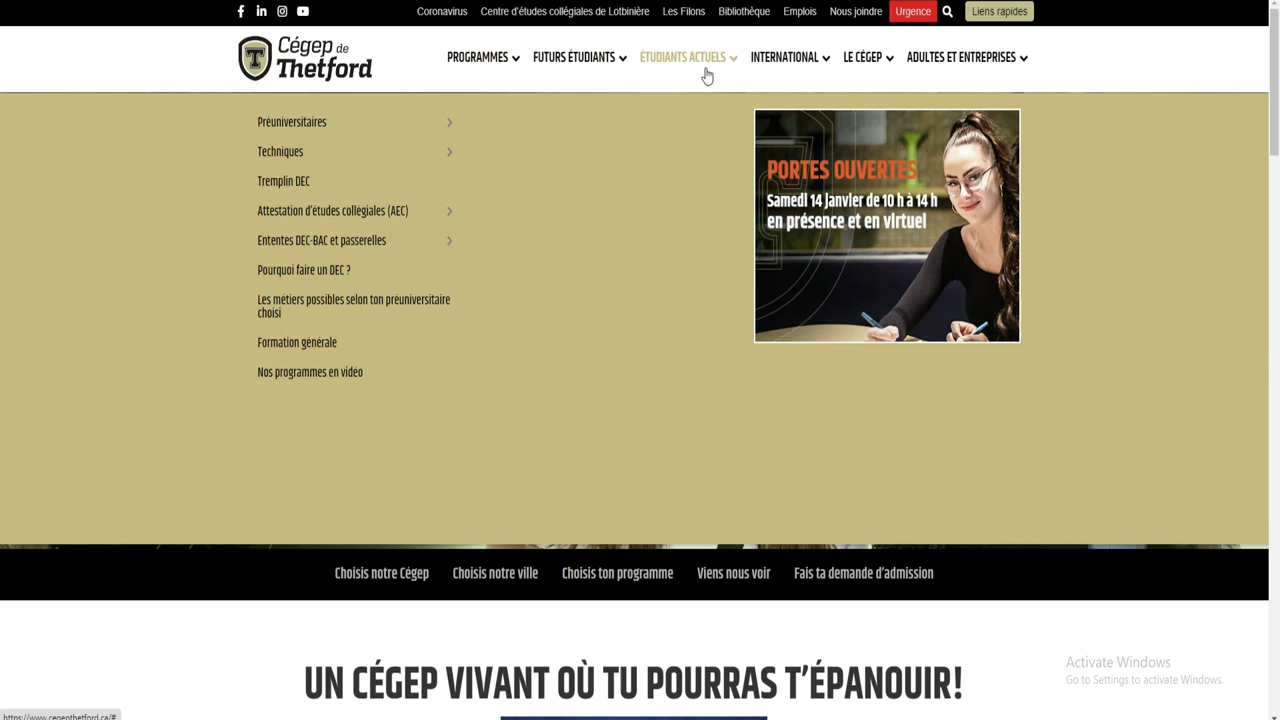 Coronavirus Centre d'études collégiales de Lotbinière Les Filons Bibliothèque Emplois Nous joindre Urgence Liens rapides
Cégep de
Thetford
PROGRAMMES FUTURS ÉTUDIANTS ÉTUDIANTS ACTUELS INTERNATIONAL LE CÉGEP ADULTES ET ENTREPRISES
Préuniversitaires
Techniques
Tremplin DEC
Attestation d'études collégiales (AEC)
Ententes DEC-BAC et passerelles
Pourquoi faire un DEC ?
Les métiers possibles selon ton préuniversitaire
choisi
Formation générale
Nos programmes en vidéo
PORTES OUVERTES
Samedi 14 janvier de 10 h à 14 h
en présence et en virtuel
Choisis notre Cégep Choisis notre ville Choisis ton programme Viens nous voir Fais ta demande d'admission
UN CÉGEP VIVANT OÙ TU POURRAS T'ÉPANOUIR!
Activate Windows
Go to Settings to activate Windows.
https://www.cegepthetford.ca/#